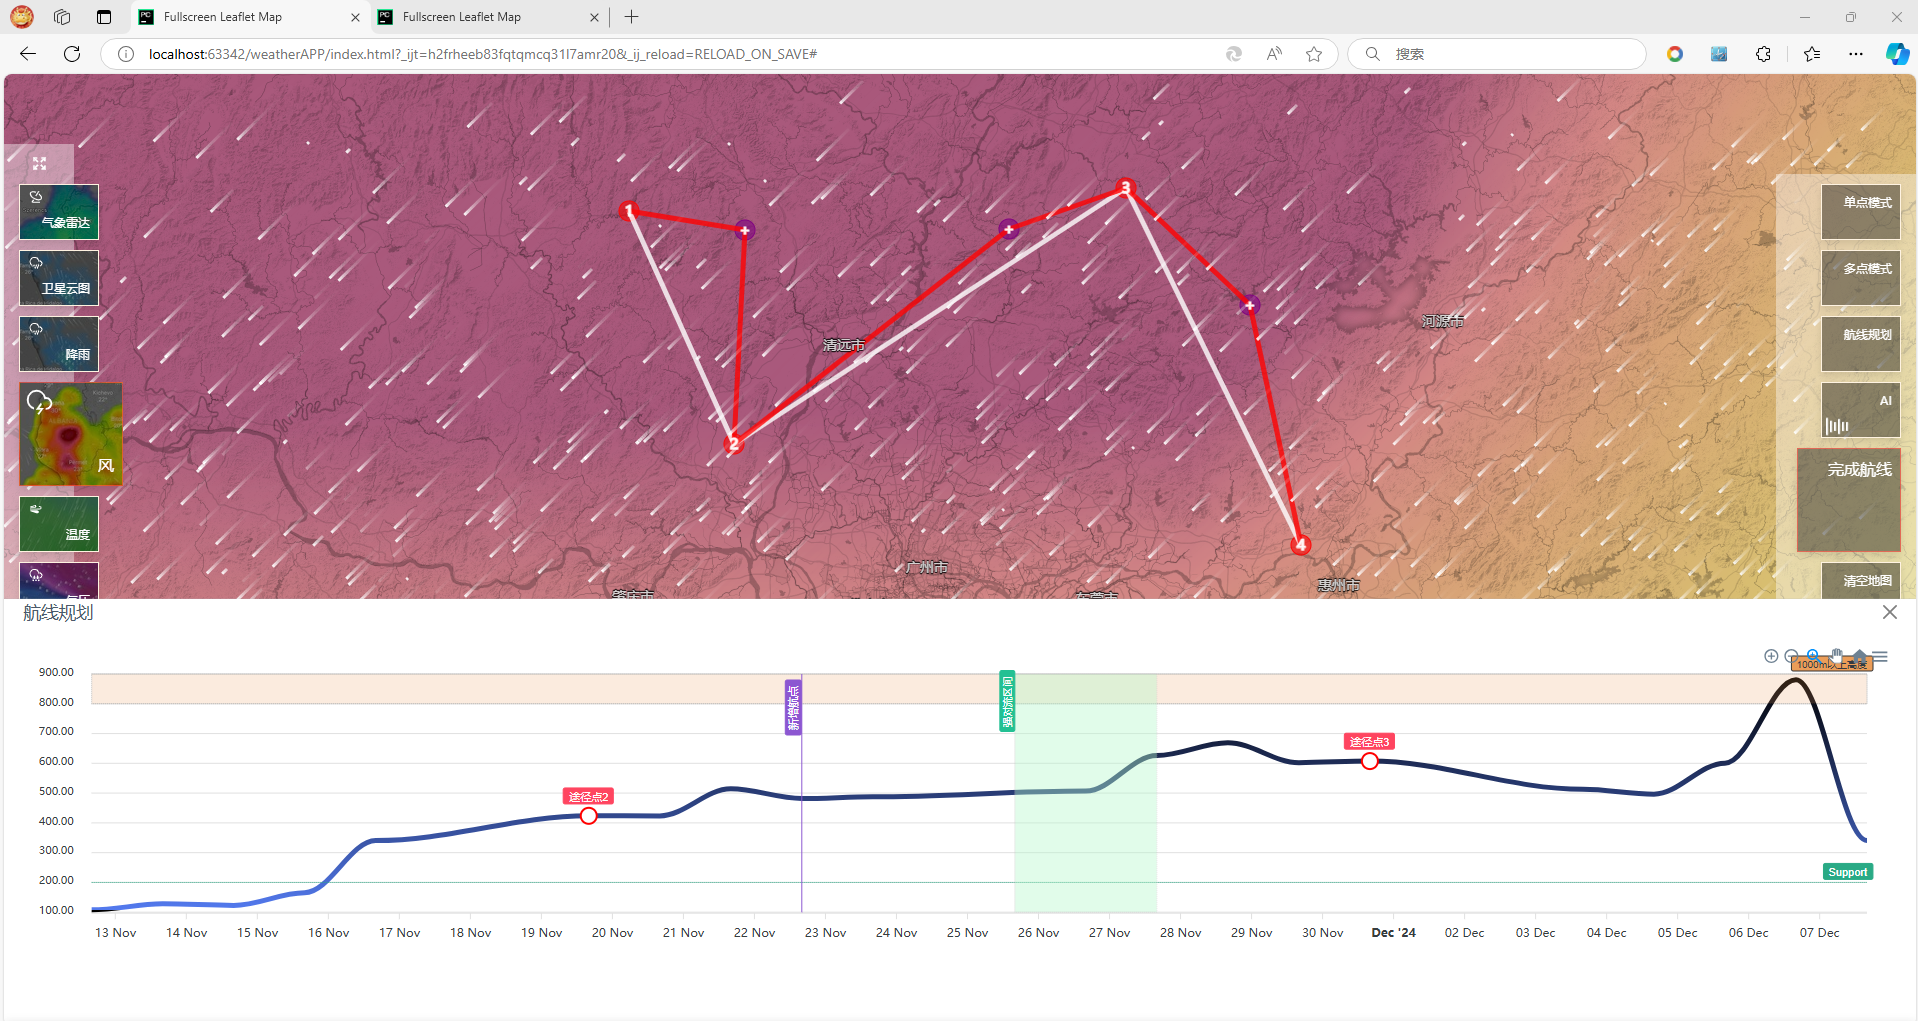 Fullscreen Leaflet Map
Fullscreen Leaflet Map
localhost:63342/weatherAPP/index.html?_ijt=h2frheeb83fqtqmcq31l7amr20&_ij_reload=RELOAD_ON_SAVE#
搜索
气象雷达
卫星云图
降雨
风
温度
单点模式
多点模式
航线规划
AI
完成航线
清空地图
1
2
3
4
清远市
河源市
广州市
惠州市
航线规划
1000m以上高度
900.00
800.00
700.00
600.00
500.00
400.00
300.00
200.00
100.00
新增航点
强对流区间
途径点2
途径点3
Support
13 Nov
14 Nov
15 Nov
16 Nov
17 Nov
18 Nov
19 Nov
20 Nov
21 Nov
22 Nov
23 Nov
24 Nov
25 Nov
26 Nov
27 Nov
28 Nov
29 Nov
30 Nov
Dec '24
02 Dec
03 Dec
04 Dec
05 Dec
06 Dec
07 Dec